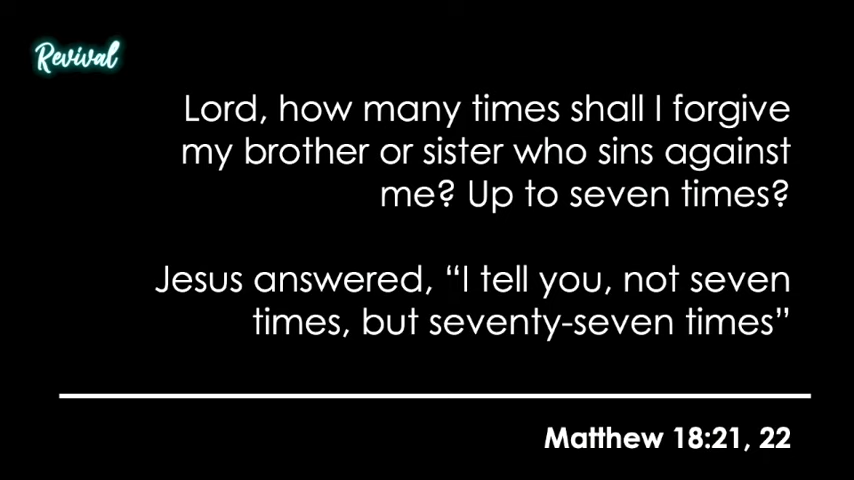 Revival
Lord, how many times shall I forgive
my brother or sister who sins against
me? Up to seven times?
Jesus answered, “I tell you, not seven
times, but seventy-seven times”
Matthew 18:21, 22